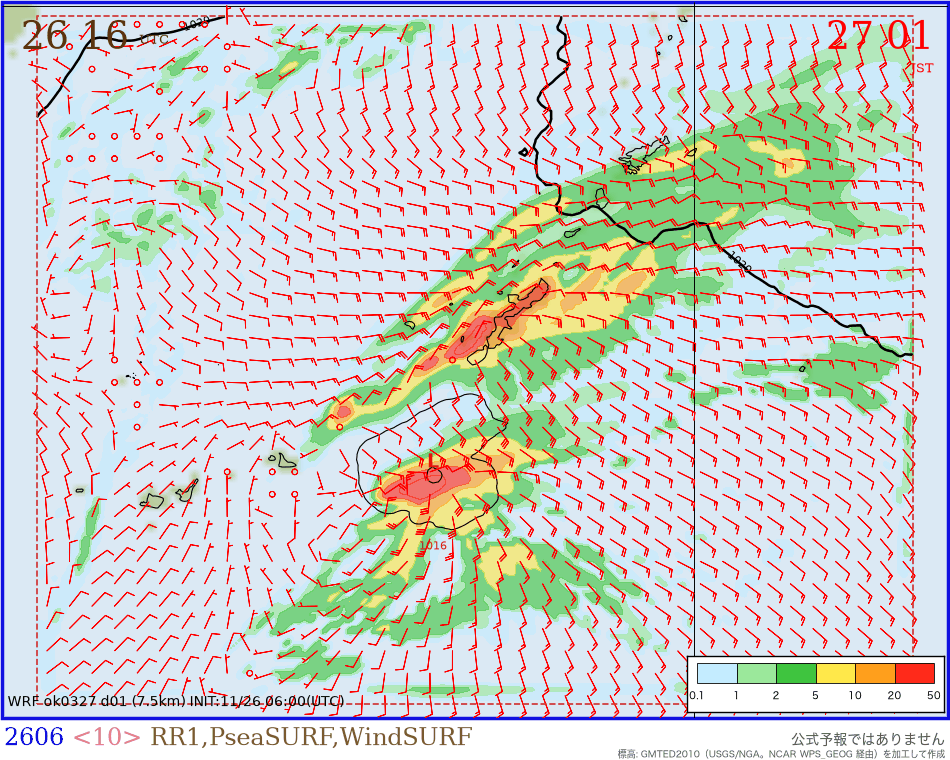 26 16 UTC
27 01
JST
1020
1020
1016
0.1 1 2 5 10 20 50
WRF ok0327 d01 (7.5km) INIT:11/26 06:00(UTC)
2606 <10> RR1,PseaSURF,WindSURF
公式予報ではありません
標高: GMTED2010（USGS/NGA。NCAR WPS_GEOG 経由）を加工して作成